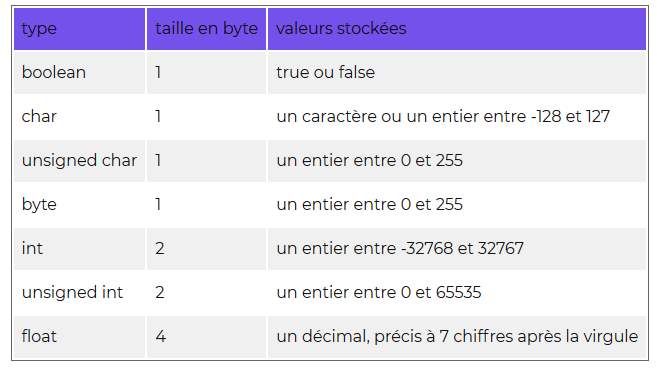 type taille en byte valeurs stockées
boolean 1 true ou false
char 1 un caractère ou un entier entre -128 et 127
unsigned char 1 un entier entre 0 et 255
byte 1 un entier entre 0 et 255
int 2 un entier entre -32768 et 32767
unsigned int 2 un entier entre 0 et 65535
float 4 un décimal, précis à 7 chiffres après la virgule